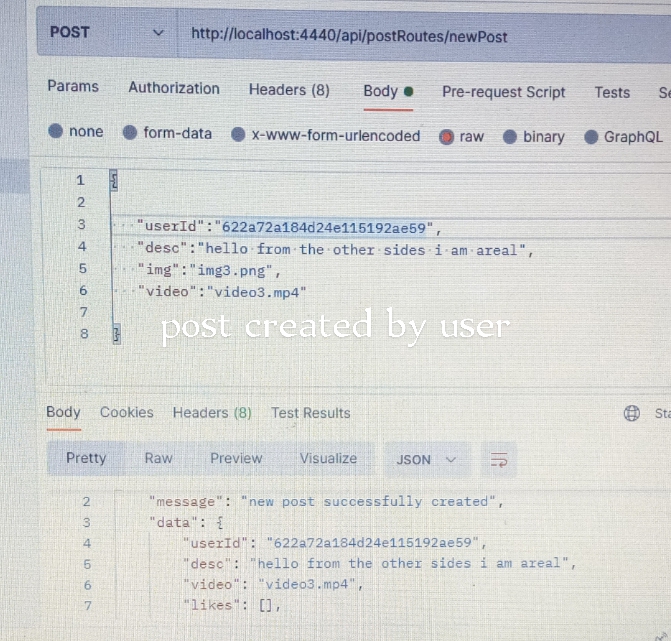 POST http://localhost:4440/api/postRoutes/newPost
Params Authorization Headers (8) Body Pre-request Script Tests
none form-data x-www-form-urlencoded raw binary GraphQL
1 {
2
3 "userId":"622a72a184d24e115192ae59",
4 "desc":"hello from the other sides i am areal",
5 "img":"img3.png",
6 "video":"video3.mp4"
7
8 }
post created by user
Body Cookies Headers (8) Test Results
Pretty Raw Preview Visualize JSON
2 "message": "new post successfully created",
3 "data": {
4 "userId": "622a72a184d24e115192ae59",
5 "desc": "hello from the other sides i am areal",
6 "video": "video3.mp4",
7 "likes": [],